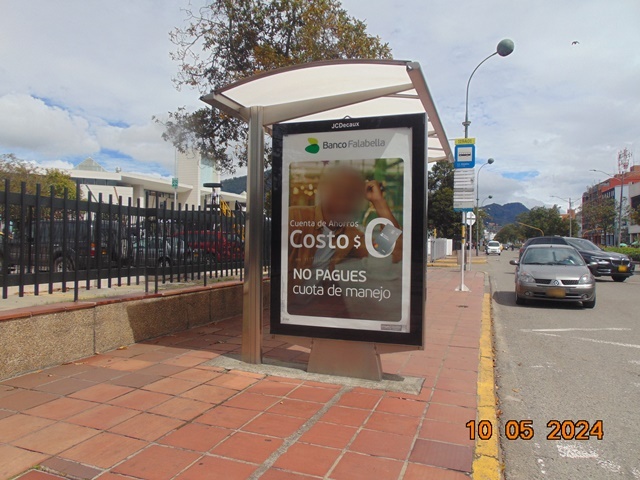 JCDecaux
Banco Falabella
Cuenta de Ahorros
Costo $0
NO PAGUES
cuota de manejo
10 05 2024